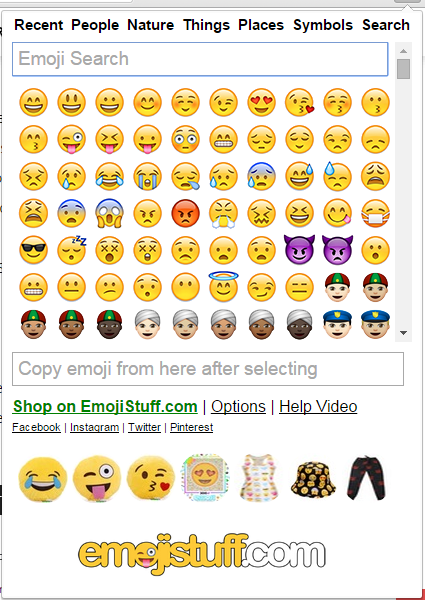 Recent People Nature Things Places Symbols Search
Emoji Search
Copy emoji from here after selecting
Shop on EmojiStuff.com | Options | Help Video
Facebook | Instagram | Twitter | Pinterest
emojistuff.com